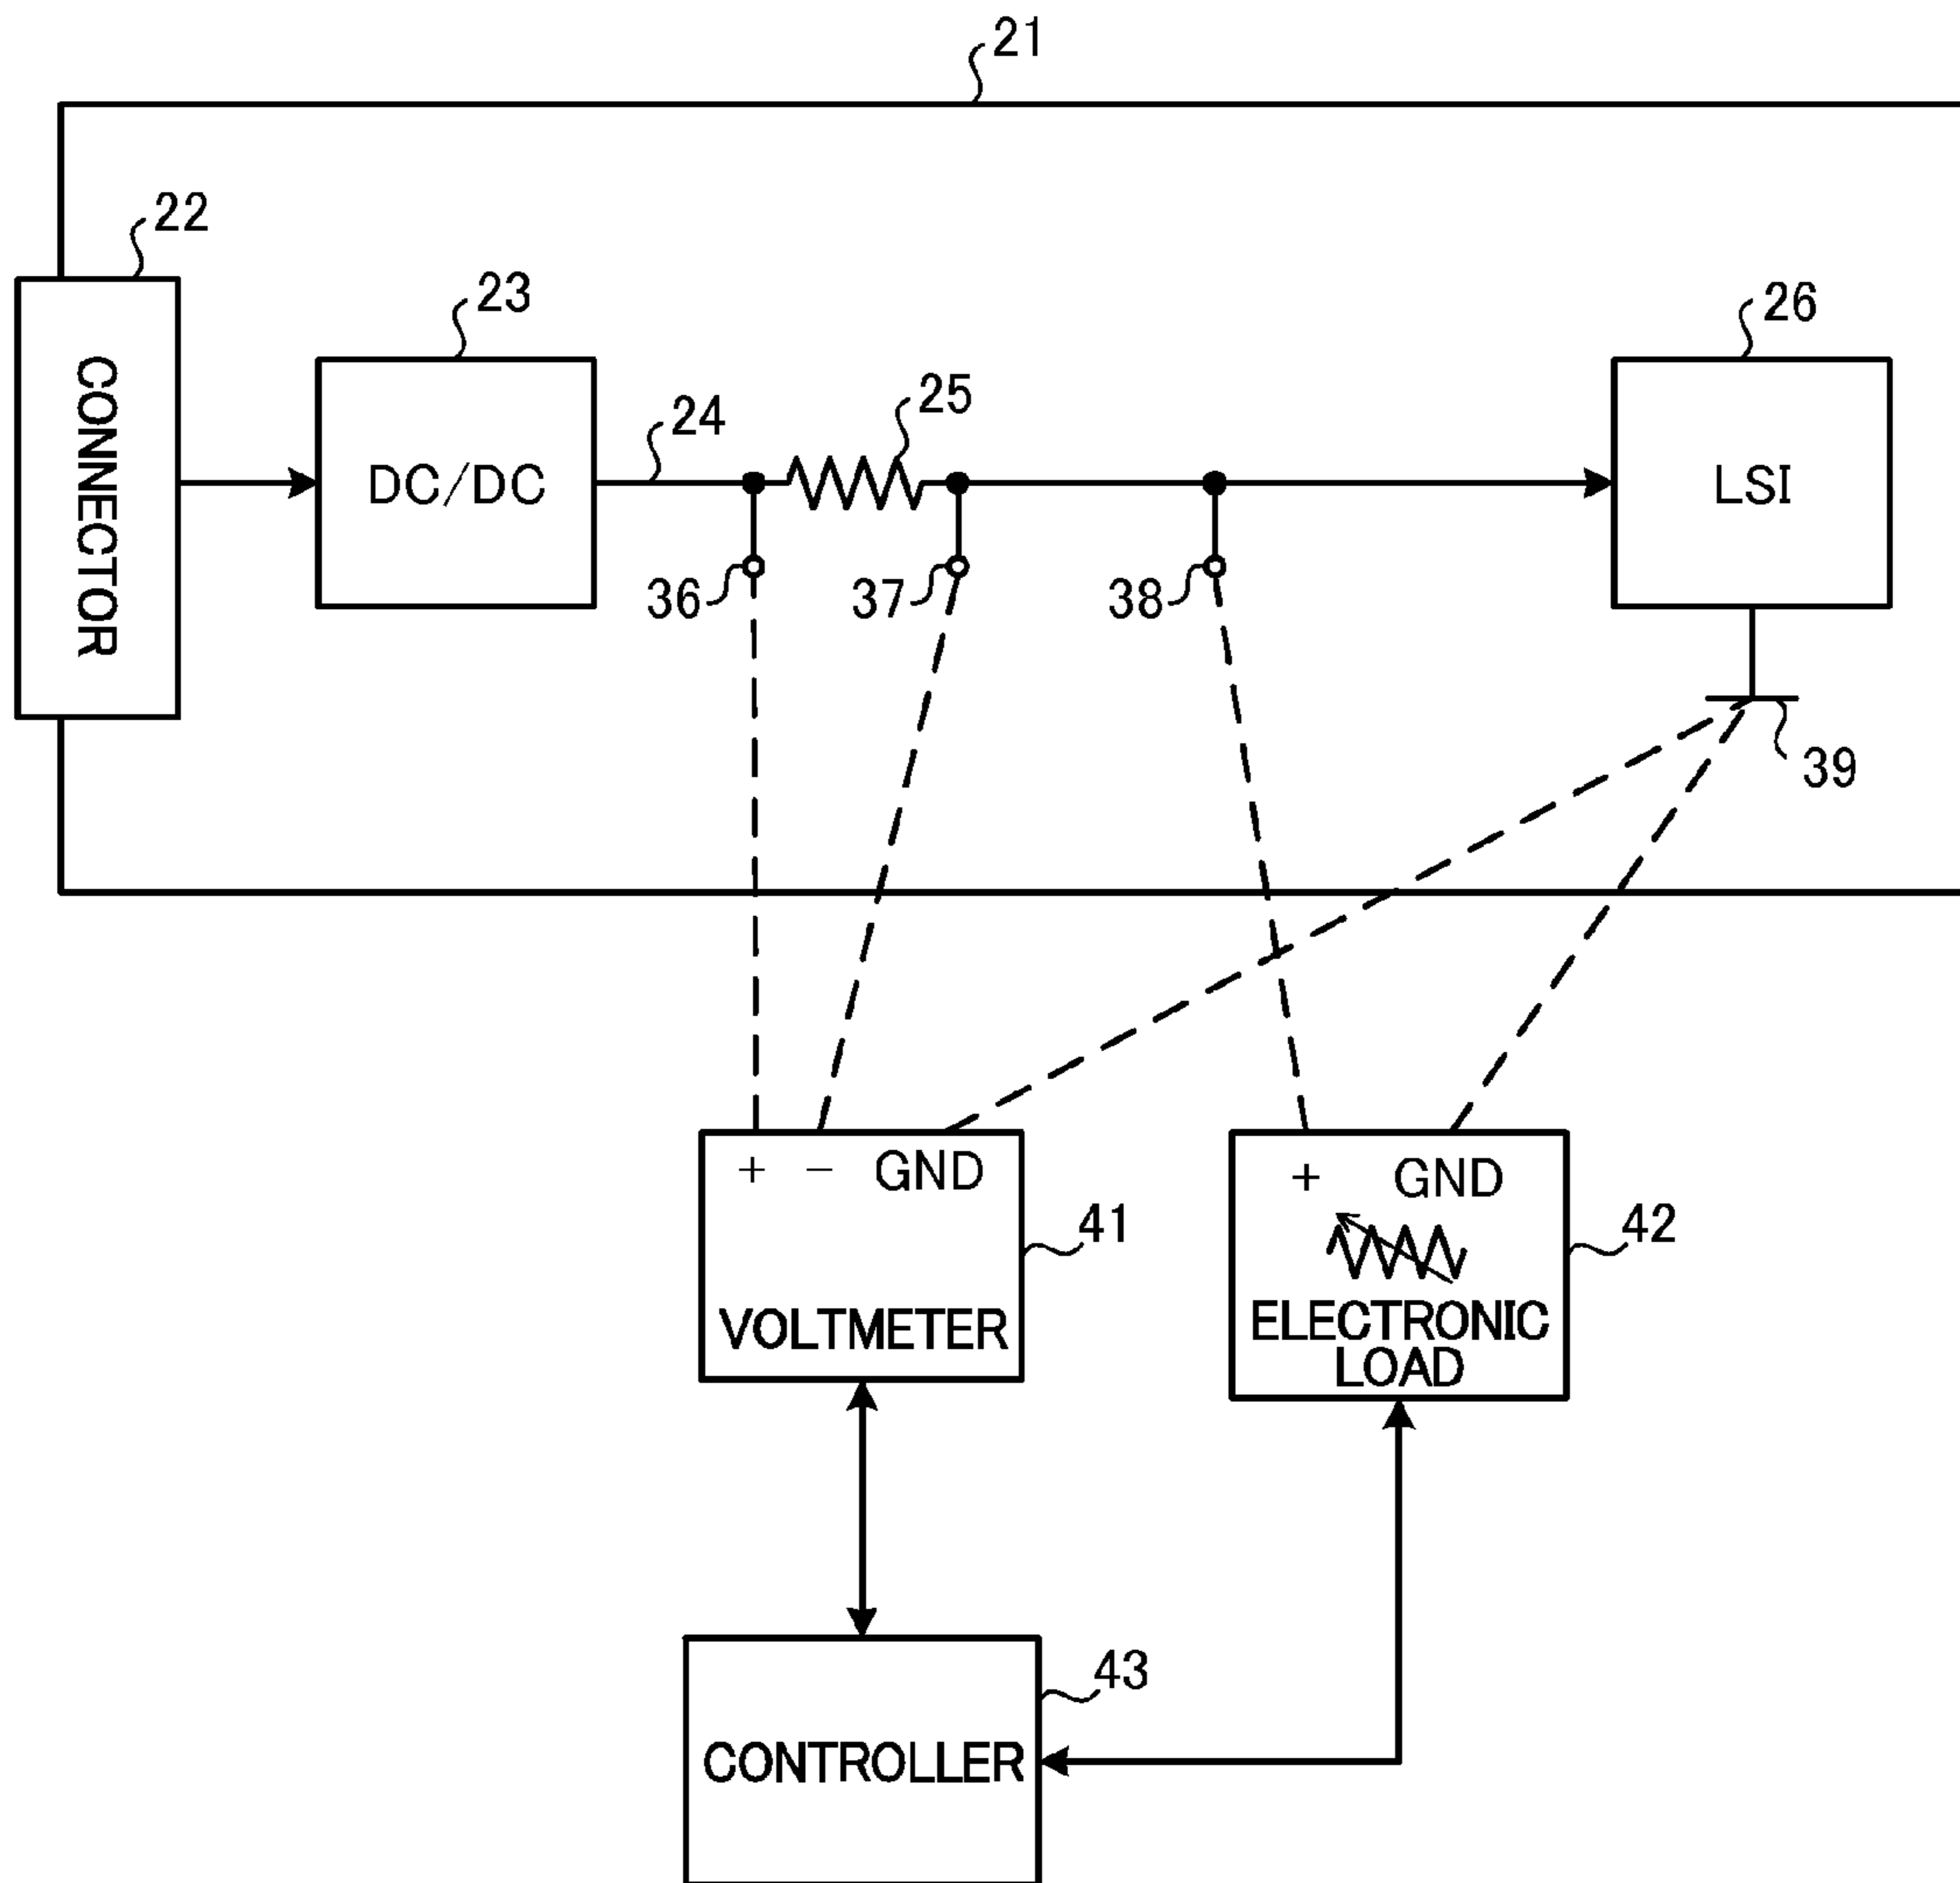 21
22
23
26
25
24
CONNECTOR
DC/DC
LSI
36
37
38
39
+ − GND
+ GND
41
42
VOLTMETER
ELECTRONIC
LOAD
43
CONTROLLER